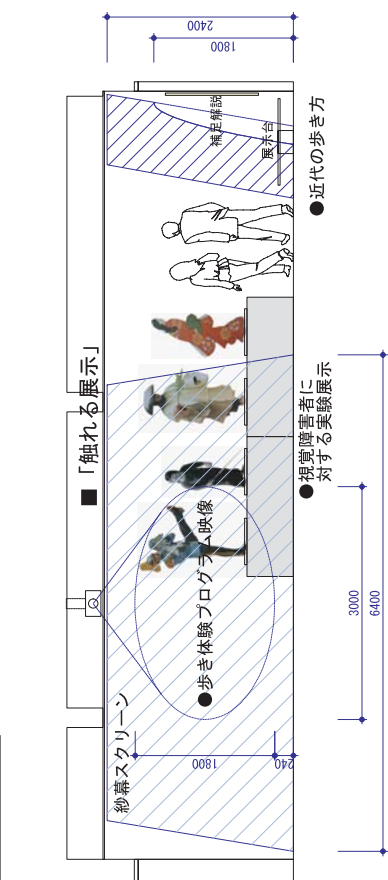 ■「触れる展示」
紗幕スクリーン
●歩き体験プログラム映像
●視覚障害者に
対する実験展示
補足解説
展示台
●近代の歩き方
2400
1800
1800
240
3000
6400